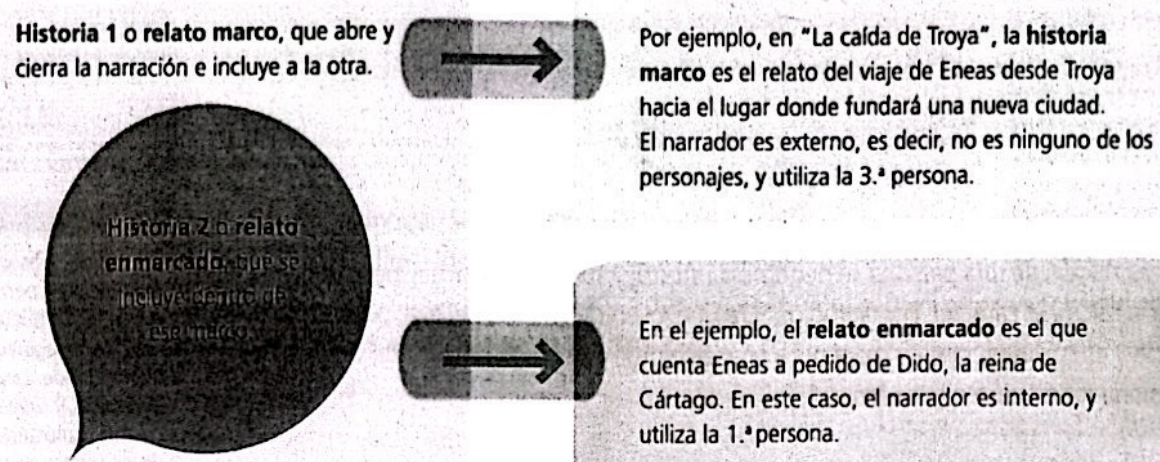 Historia 1 o relato marco, que abre y
cierra la narración e incluye a la otra.
Por ejemplo, en "La caída de Troya", la historia
marco es el relato del viaje de Eneas desde Troya
hacia el lugar donde fundará una nueva ciudad.
El narrador es externo, es decir, no es ninguno de los
personajes, y utiliza la 3.ª persona.
Historia 2 o relato
enmarcado, que se
incluye dentro de
ese marco.
En el ejemplo, el relato enmarcado es el que
cuenta Eneas a pedido de Dido, la reina de
Cártago. En este caso, el narrador es interno, y
utiliza la 1.ª persona.